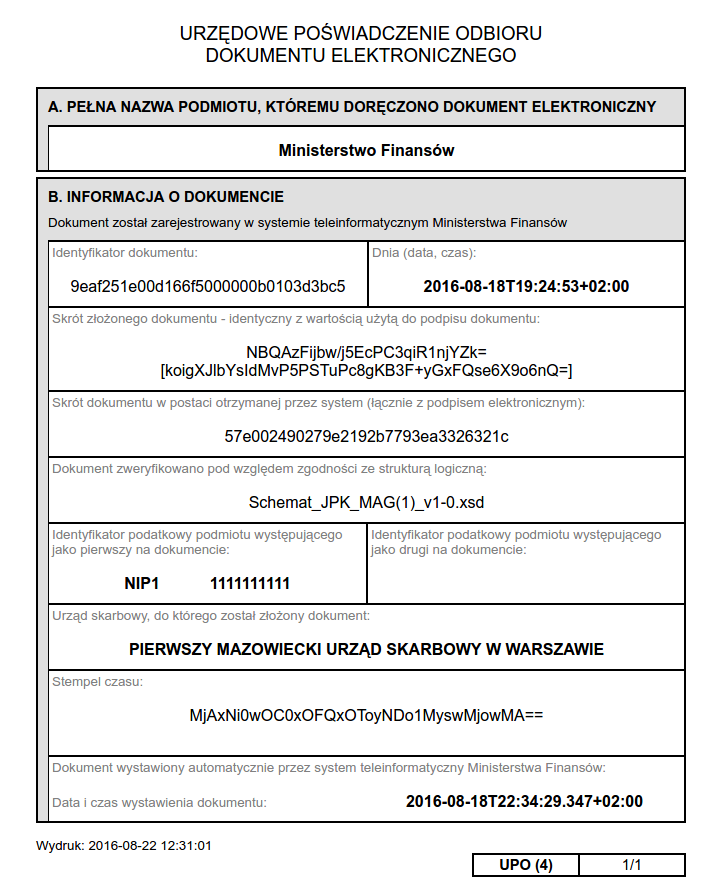 URZĘDOWE POŚWIADCZENIE ODBIORU
DOKUMENTU ELEKTRONICZNEGO
A. PEŁNA NAZWA PODMIOTU, KTÓREMU DORĘCZONO DOKUMENT ELEKTRONICZNY
Ministerstwo Finansów
B. INFORMACJA O DOKUMENCIE
Dokument został zarejestrowany w systemie teleinformatycznym Ministerstwa Finansów
Identyfikator dokumentu:
9eaf251e00d166f5000000b0103d3bc5
Dnia (data, czas):
2016-08-18T19:24:53+02:00
Skrót złożonego dokumentu - identyczny z wartością użytą do podpisu dokumentu:
NBQAzFijbw/j5EcPC3qiR1njYZk=
[koigXJlbYsIdMvP5PSTuPc8gKB3F+yGxFQse6X9o6nQ=]
Skrót dokumentu w postaci otrzymanej przez system (łącznie z podpisem elektronicznym):
57e002490279e2192b7793ea3326321c
Dokument zweryfikowano pod względem zgodności ze strukturą logiczną:
Schemat_JPK_MAG(1)_v1-0.xsd
Identyfikator podatkowy podmiotu występującego
jako pierwszy na dokumencie:
NIP1 1111111111
Identyfikator podatkowy podmiotu występującego
jako drugi na dokumencie:
Urząd skarbowy, do którego został złożony dokument:
PIERWSZY MAZOWIECKI URZĄD SKARBOWY W WARSZAWIE
Stempel czasu:
MjAxNi0wOC0xOFQxOToyNDo1MyswMjowMA==
Dokument wystawiony automatycznie przez system teleinformatyczny Ministerstwa Finansów:
Data i czas wystawienia dokumentu:
2016-08-18T22:34:29.347+02:00
Wydruk: 2016-08-22 12:31:01
UPO (4) 1/1